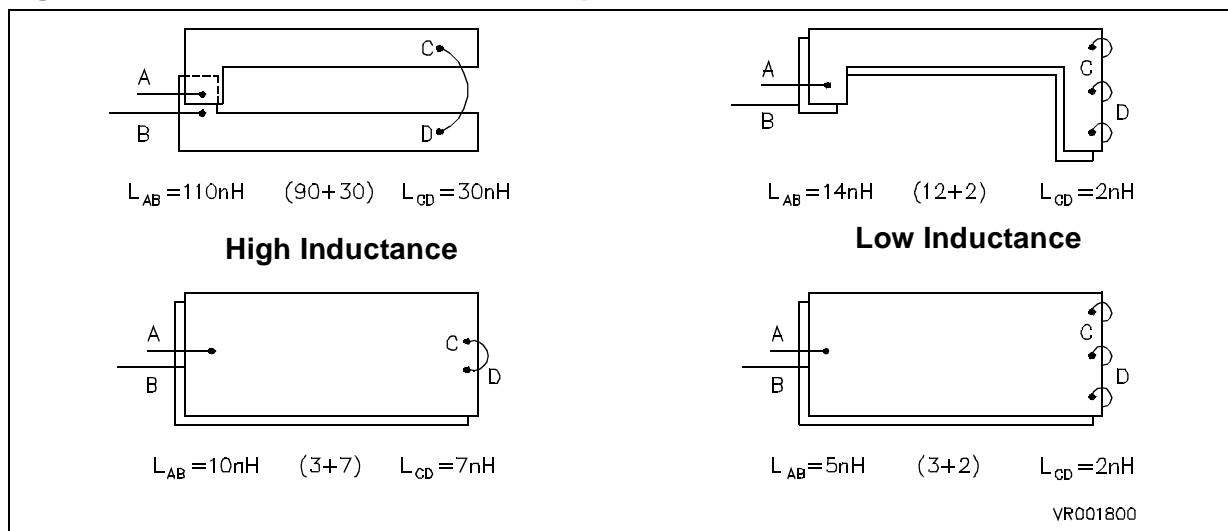 C
A
B
D
L_AB=110nH (90+30) L_CD=30nH
High Inductance
A
B
C
D
L_AB=14nH (12+2) L_CD=2nH
Low Inductance
A
B
C
D
L_AB=10nH (3+7) L_CD=7nH
A
B
C
D
L_AB=5nH (3+2) L_CD=2nH
VR001800